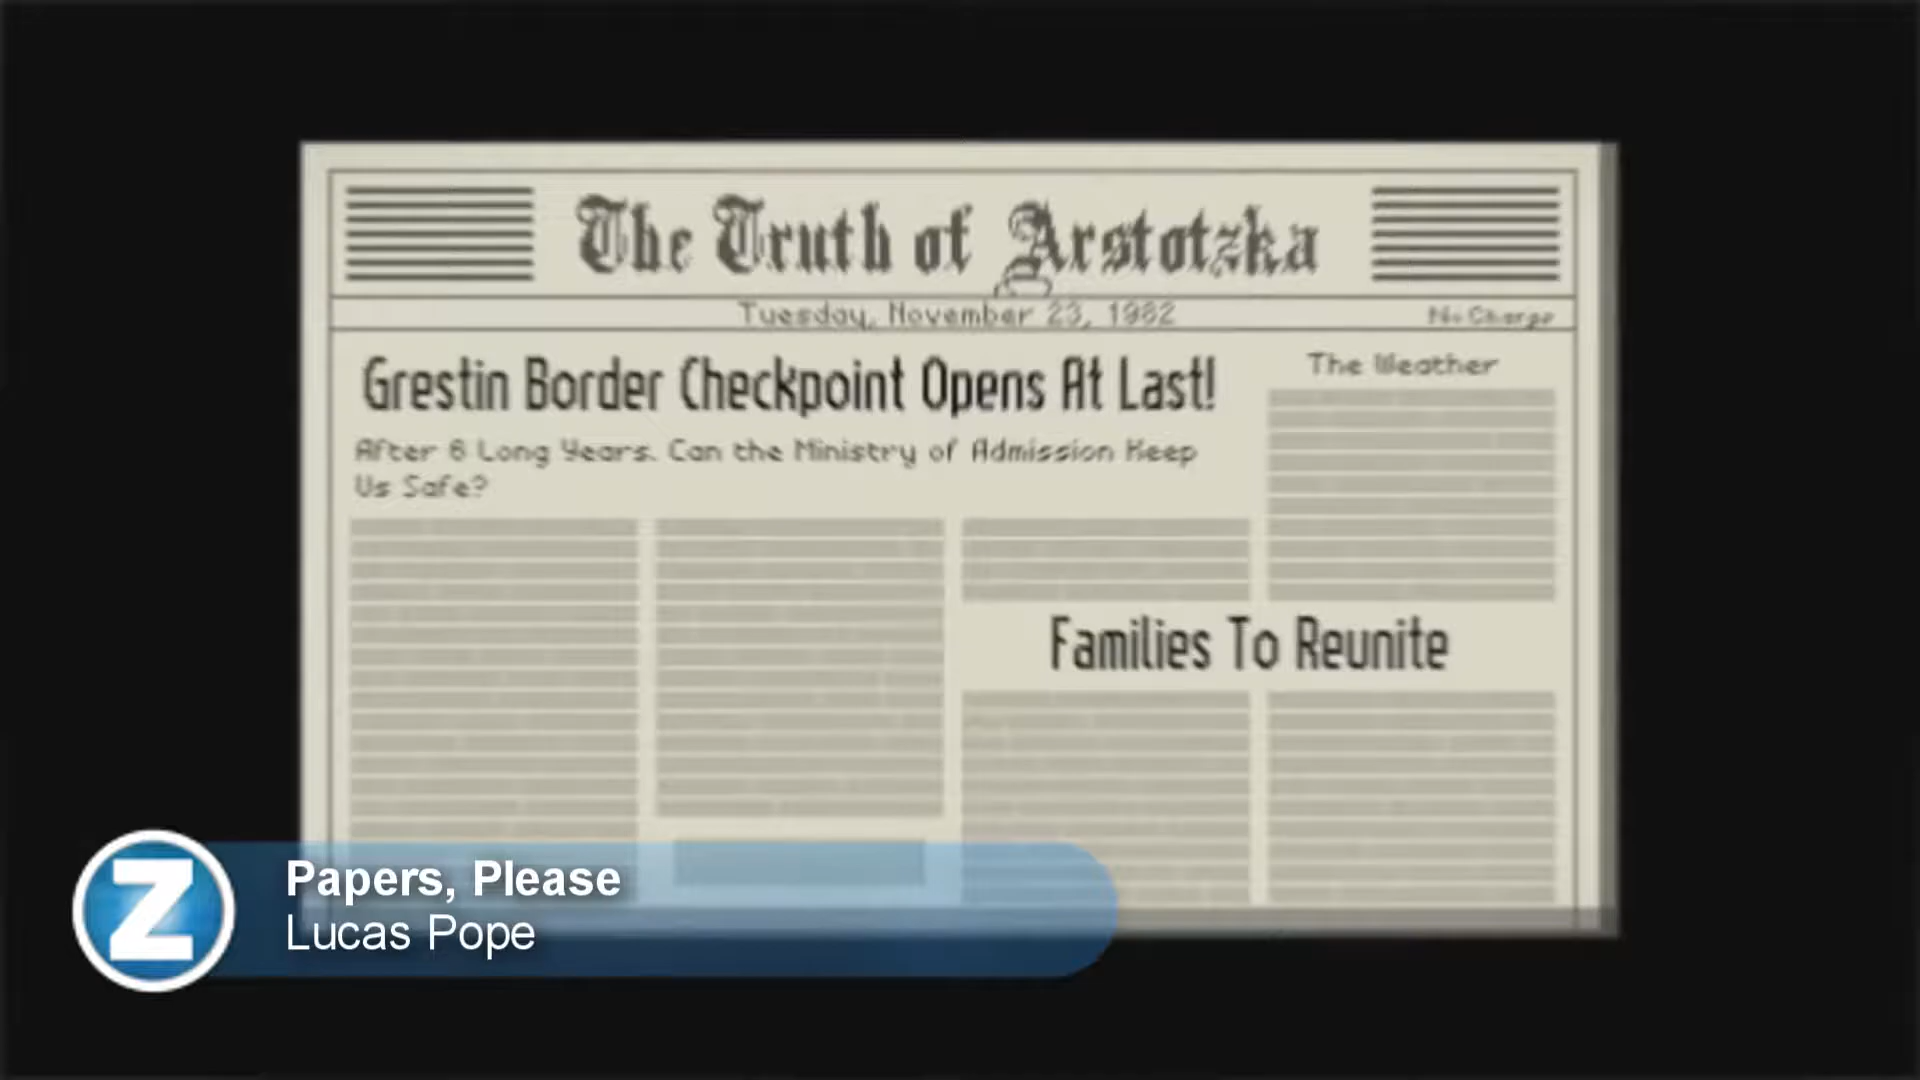 The Truth of Arstotzka
Tuesday, November 23, 1982
No Charge
Grestin Border Checkpoint Opens At Last!
After 6 Long Years. Can the Ministry of Admission Keep
Us Safe?
The Weather
Families To Reunite
Z
Papers, Please
Lucas Pope